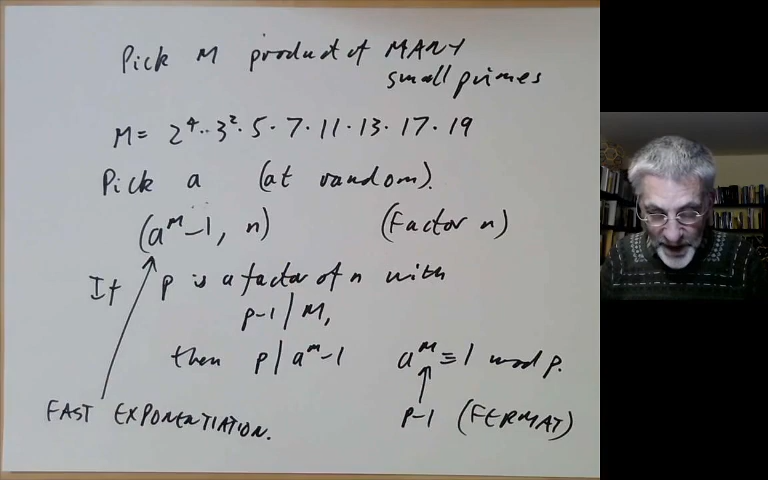 Pick M product of MANY
small primes
M = 2⁴·3²·5·7·11·13·17·19
Pick a (at random).
(a^M-1, n) (Factor n)
If p is a factor of n with
p-1 | M,
then p | a^M-1 a^M ≡ 1 mod p.
FAST EXPONENTIATION. p-1 (FERMAT)